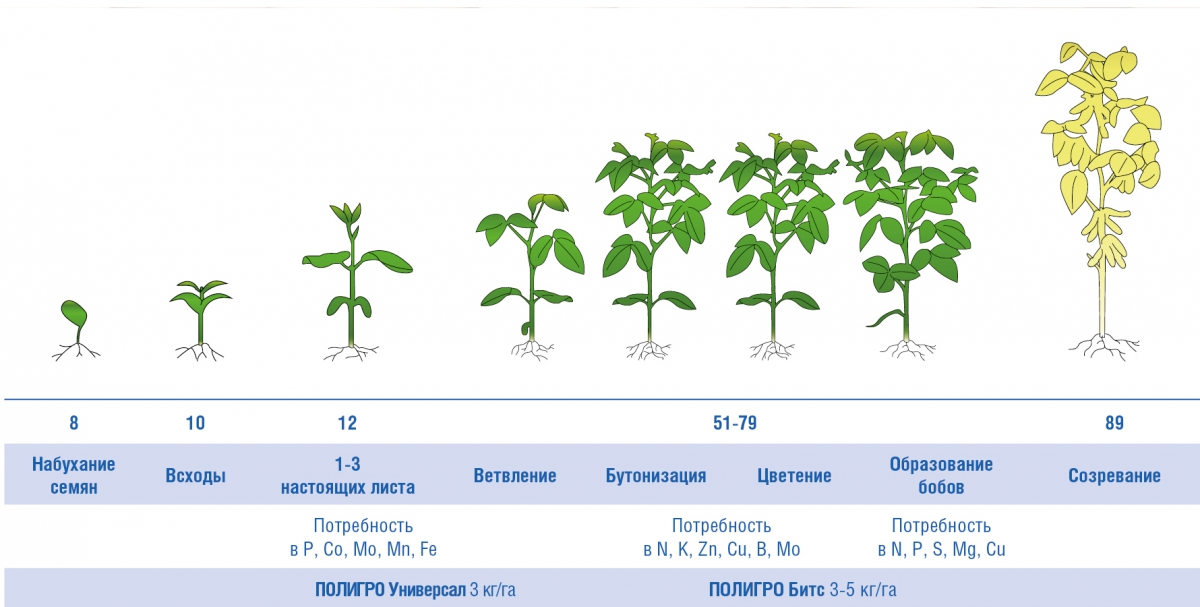 8 10 12 51-79 89
Набухание
семян
Всходы
1-3
настоящих листа
Ветвление
Бутонизация
Цветение
Образование
бобов
Созревание
Потребность
в P, Co, Mo, Mn, Fe
Потребность
в N, K, Zn, Cu, B, Mo
Потребность
в N, P, S, Mg, Cu
ПОЛИГРО Универсал 3 кг/га
ПОЛИГРО Битс 3-5 кг/га